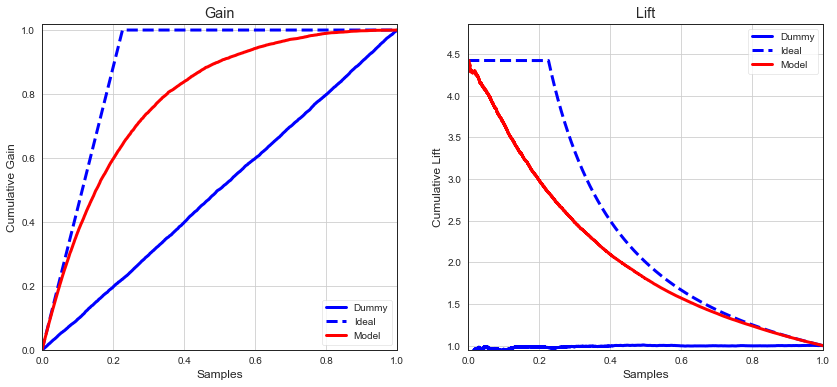 Gain
Cumulative Gain
1.0
0.8
0.6
0.4
0.2
0.0
0.0 0.2 0.4 0.6 0.8 1.0
Samples
Dummy
Ideal
Model
Lift
Cumulative Lift
4.5
4.0
3.5
3.0
2.5
2.0
1.5
1.0
0.0 0.2 0.4 0.6 0.8 1.0
Samples
Dummy
Ideal
Model